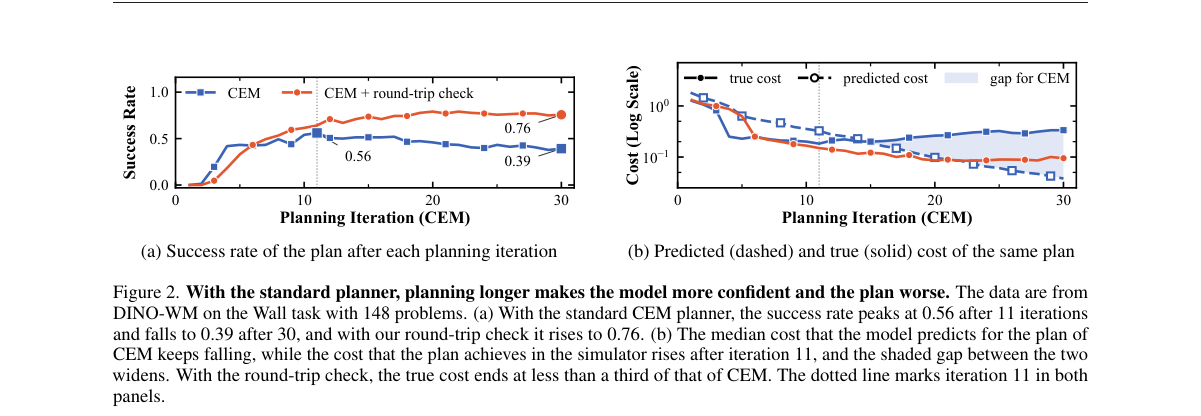 CEM
CEM + round-trip check
Success Rate
1.0
0.5
0.0
0.56
0.76
0.39
0
10
20
30
Planning Iteration (CEM)
(a) Success rate of the plan after each planning iteration
true cost
predicted cost
gap for CEM
Cost (Log Scale)
10⁰
10⁻¹
0
10
20
30
Planning Iteration (CEM)
(b) Predicted (dashed) and true (solid) cost of the same plan
Figure 2. With the standard planner, planning longer makes the model more confident and the plan worse. The data are from
DINO-WM on the Wall task with 148 problems. (a) With the standard CEM planner, the success rate peaks at 0.56 after 11 iterations
and falls to 0.39 after 30, and with our round-trip check it rises to 0.76. (b) The median cost that the model predicts for the plan of
CEM keeps falling, while the cost that the plan achieves in the simulator rises after iteration 11, and the shaded gap between the two
widens. With the round-trip check, the true cost ends at less than a third of that of CEM. The dotted line marks iteration 11 in both
panels.